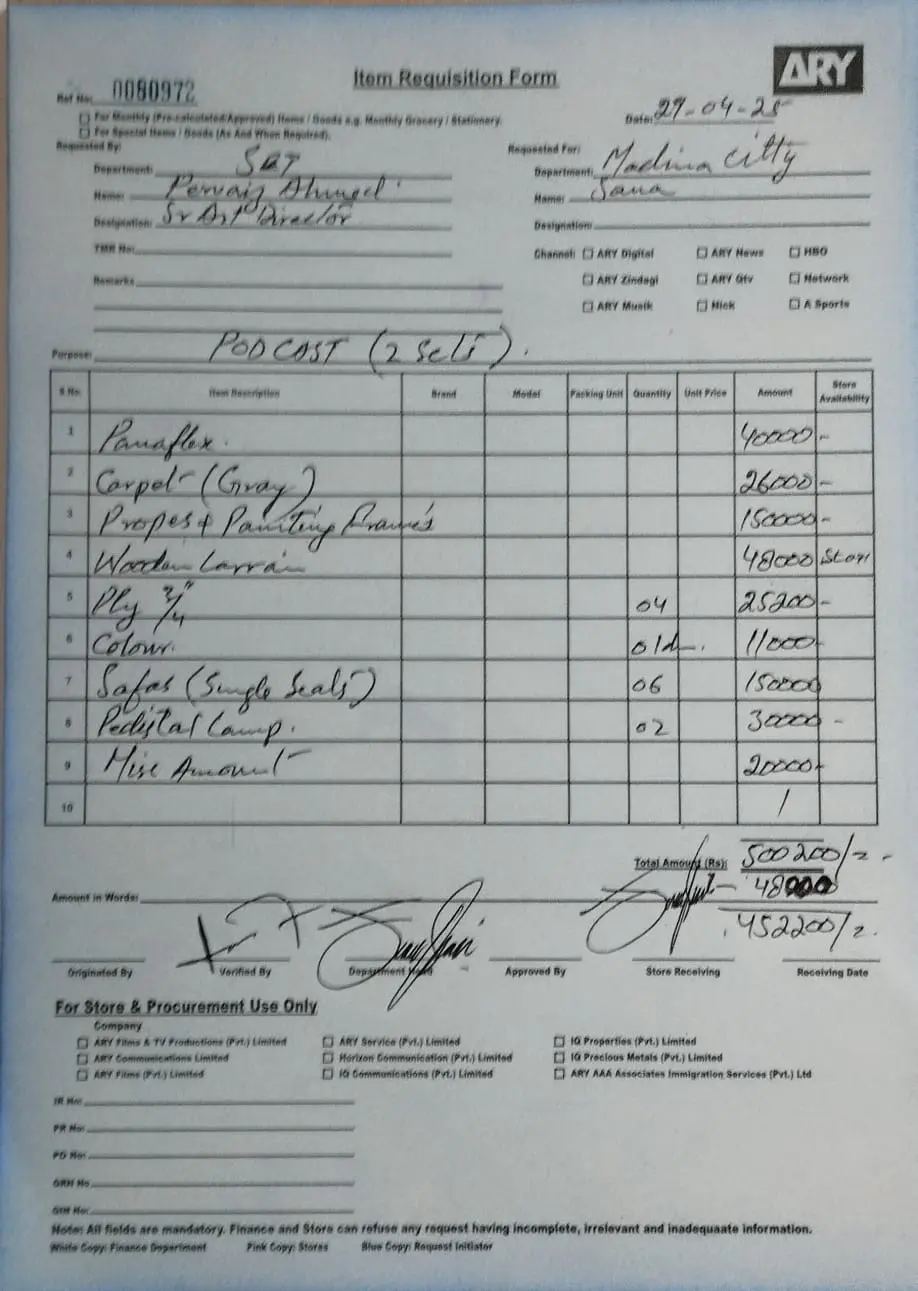 Item Requisition Form
ARY
Ref No: 0080972
For Monthly (Pre-calculated/Approved) Items / Goods e.g. Monthly Grocery / Stationery.
Date: 29-04-25
For Special Items / Goods (As And When Required).
Requested By:
Requested For:
Department: SET
Department: Madina Citty
Name: Pervaiz Ahmed
Name: Sana
Designation: Sr Art Director
Designation:
TMR No:
Channel: ARY Digital ARY News HBO
Remarks
ARY Zindagi ARY Qtv Network
ARY Musik Nick A Sports
Purpose: PODCAST (2 Sets).
S No. Item Description Brand Model Packing Unit Quantity Unit Price Amount Store Availability
1 Panaflex. 40000-
2 Carpet (Gray) 26000-
3 Propes & Painting Frames 150000-
4 Wooden 48000
5 Ply 3/4" 04 25200-
6 Colour. 11000-
7 Safas (Single Seats) 06 150000
8 Pedistal Lamp. 02 30000-
9 Misc Amount 20000-
10
Total Amount (Rs): 500200/=-
Amount in Words: 48000
452200/=.
Originated By Verified By Department Head Approved By Store Receiving Receiving Date
For Store & Procurement Use Only
Company
ARY Films & TV Productions (Pvt.) Limited ARY Service (Pvt.) Limited IQ Properties (Pvt.) Limited
ARY Communications Limited Horizon Communication (Pvt.) Limited IQ Precious Metals (Pvt.) Limited
ARY Films (Pvt.) Limited IQ Communications (Pvt.) Limited ARY AAA Associates Immigration Services (Pvt.) Ltd
IR No:
PR No:
PO No:
GRN No
GIN No:
Note: All fields are mandatory. Finance and Store can refuse any request having incomplete, irrelevant and inadequaate information.
White Copy: Finance Department Pink Copy: Stores Blue Copy: Request Initiator